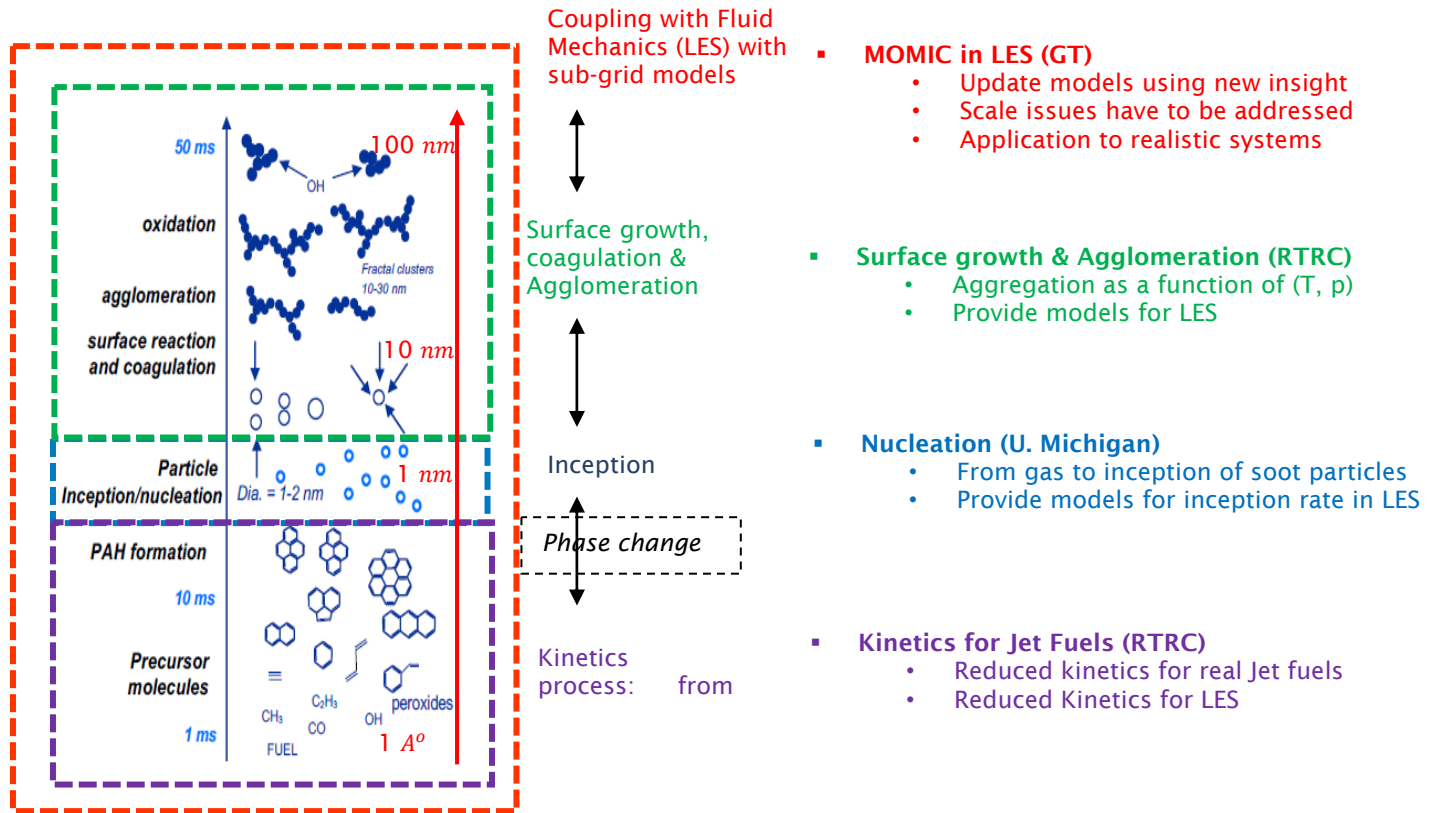 Coupling with Fluid
Mechanics (LES) with
sub-grid models
50 ms
100 nm
OH
oxidation
Fractal clusters
10-30 nm
agglomeration
surface reaction
and coagulation
10 nm
Particle
Inception/nucleation
Dia. = 1-2 nm
1 nm
PAH formation
10 ms
Precursor
molecules
C₂H₃
peroxides
CH₃
CO
OH
1 ms
FUEL
1 Aᵒ
Surface growth,
coagulation &
Agglomeration
Inception
Phase change
Kinetics
process: from
▪ MOMIC in LES (GT)
• Update models using new insight
• Scale issues have to be addressed
• Application to realistic systems
▪ Surface growth & Agglomeration (RTRC)
• Aggregation as a function of (T, p)
• Provide models for LES
▪ Nucleation (U. Michigan)
• From gas to inception of soot particles
• Provide models for inception rate in LES
▪ Kinetics for Jet Fuels (RTRC)
• Reduced kinetics for real Jet fuels
• Reduced Kinetics for LES